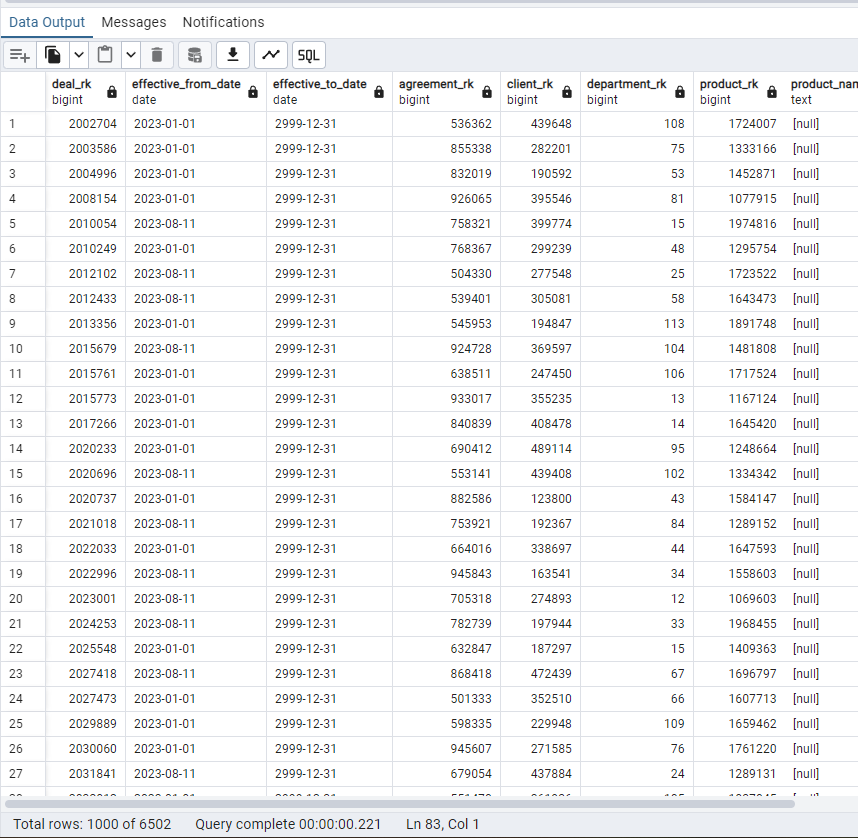 Data Output Messages Notifications
SQL
deal_rk bigint effective_from_date date effective_to_date date agreement_rk bigint client_rk bigint department_rk bigint product_rk bigint product_nan text
1 2002704 2023-01-01 2999-12-31 536362 439648 108 1724007 [null]
2 2003586 2023-01-01 2999-12-31 855338 282201 75 1333166 [null]
3 2004996 2023-01-01 2999-12-31 832019 190592 53 1452871 [null]
4 2008154 2023-01-01 2999-12-31 926065 395546 81 1077915 [null]
5 2010054 2023-08-11 2999-12-31 758321 399774 15 1974816 [null]
6 2010249 2023-01-01 2999-12-31 768367 299239 48 1295754 [null]
7 2012102 2023-08-11 2999-12-31 504330 277548 25 1723522 [null]
8 2012433 2023-08-11 2999-12-31 539401 305081 58 1643473 [null]
9 2013356 2023-01-01 2999-12-31 545953 194847 113 1891748 [null]
10 2015679 2023-08-11 2999-12-31 924728 369597 104 1481808 [null]
11 2015761 2023-01-01 2999-12-31 638511 247450 106 1717524 [null]
12 2015773 2023-01-01 2999-12-31 933017 355235 13 1167124 [null]
13 2017266 2023-01-01 2999-12-31 840839 408478 14 1645420 [null]
14 2020233 2023-01-01 2999-12-31 690412 489114 95 1248664 [null]
15 2020696 2023-08-11 2999-12-31 553141 439408 102 1334342 [null]
16 2020737 2023-01-01 2999-12-31 882586 123800 43 1584147 [null]
17 2021018 2023-08-11 2999-12-31 753921 192367 84 1289152 [null]
18 2022033 2023-01-01 2999-12-31 664016 338697 44 1647593 [null]
19 2022996 2023-08-11 2999-12-31 945843 163541 34 1558603 [null]
20 2023001 2023-08-11 2999-12-31 705318 274893 12 1069603 [null]
21 2024253 2023-08-11 2999-12-31 782739 197944 33 1968455 [null]
22 2025548 2023-01-01 2999-12-31 632847 187297 15 1409363 [null]
23 2027418 2023-08-11 2999-12-31 868418 472439 67 1696797 [null]
24 2027473 2023-01-01 2999-12-31 501333 352510 66 1607713 [null]
25 2029889 2023-01-01 2999-12-31 598335 229948 109 1659462 [null]
26 2030060 2023-01-01 2999-12-31 945607 271585 76 1761220 [null]
27 2031841 2023-08-11 2999-12-31 679054 437884 24 1289131 [null]
Total rows: 1000 of 6502 Query complete 00:00:00.221 Ln 83, Col 1